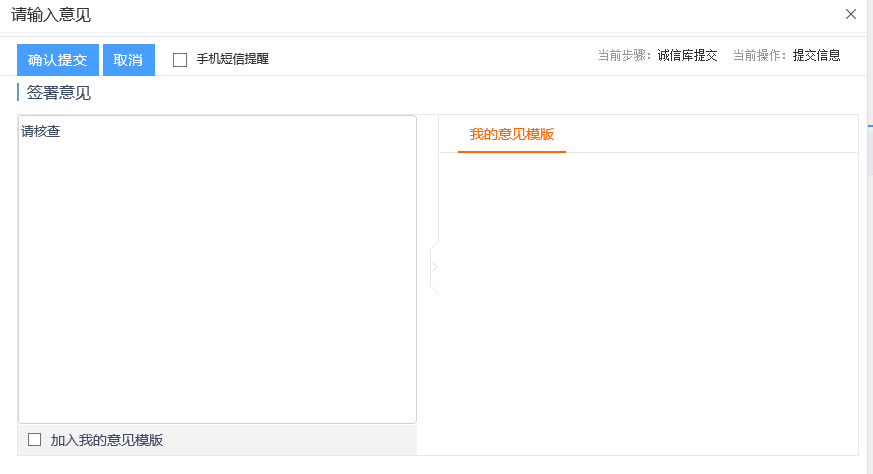 请输入意见
确认提交 取消 手机短信提醒 当前步骤：诚信库提交 当前操作：提交信息
签署意见
请核查
我的意见模版
加入我的意见模版